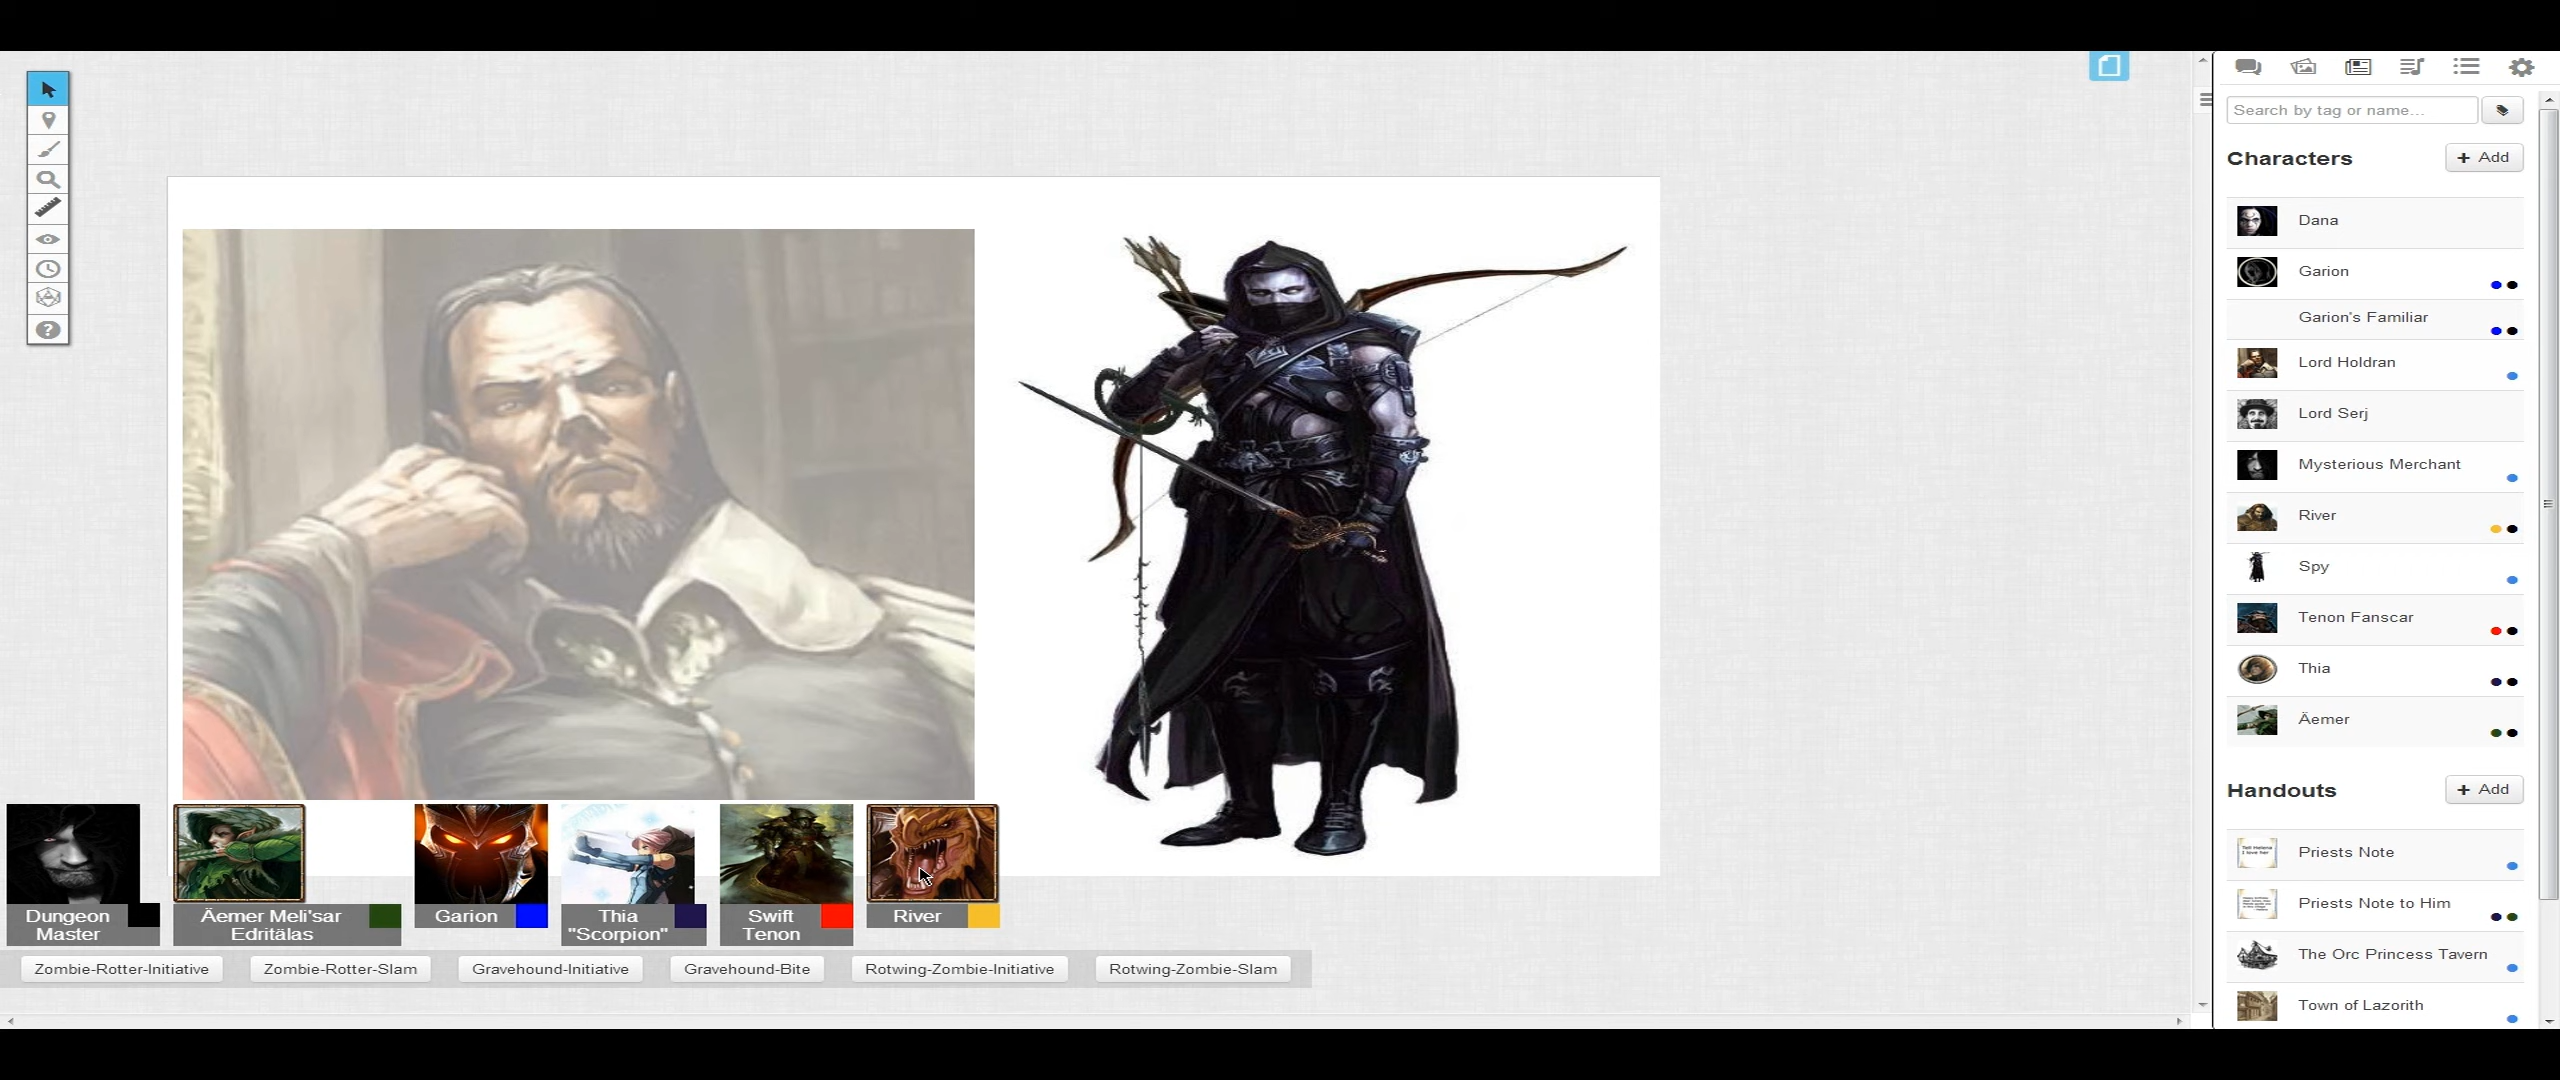 Search by tag or name...
Characters
+ Add
Dana
Garion
Garion's Familiar
Lord Holdran
Lord Serj
Mysterious Merchant
River
Spy
Tenon Fanscar
Thia
Äemer
Handouts
+ Add
Priests Note
Priests Note to Him
The Orc Princess Tavern
Town of Lazorith
Dungeon
Master
Äemer Meli'sar
Edritälas
Garion
Thia
"Scorpion"
Swift
Tenon
River
Zombie-Rotter-Initiative
Zombie-Rotter-Slam
Gravehound-Initiative
Gravehound-Bite
Rotwing-Zombie-Initiative
Rotwing-Zombie-Slam